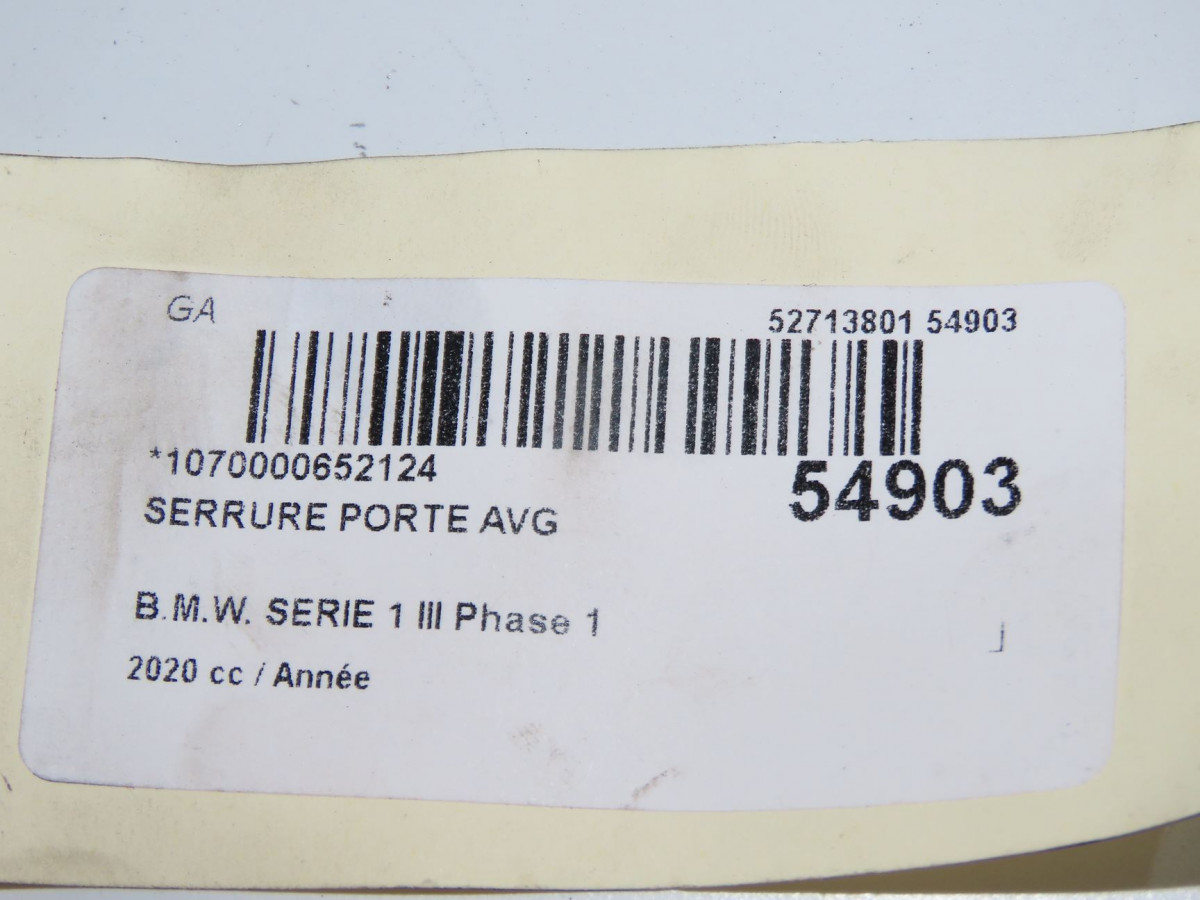 GA
52713801 54903
*1070000652124
54903
SERRURE PORTE AVG
B.M.W. SERIE 1 III Phase 1
2020 cc / Année